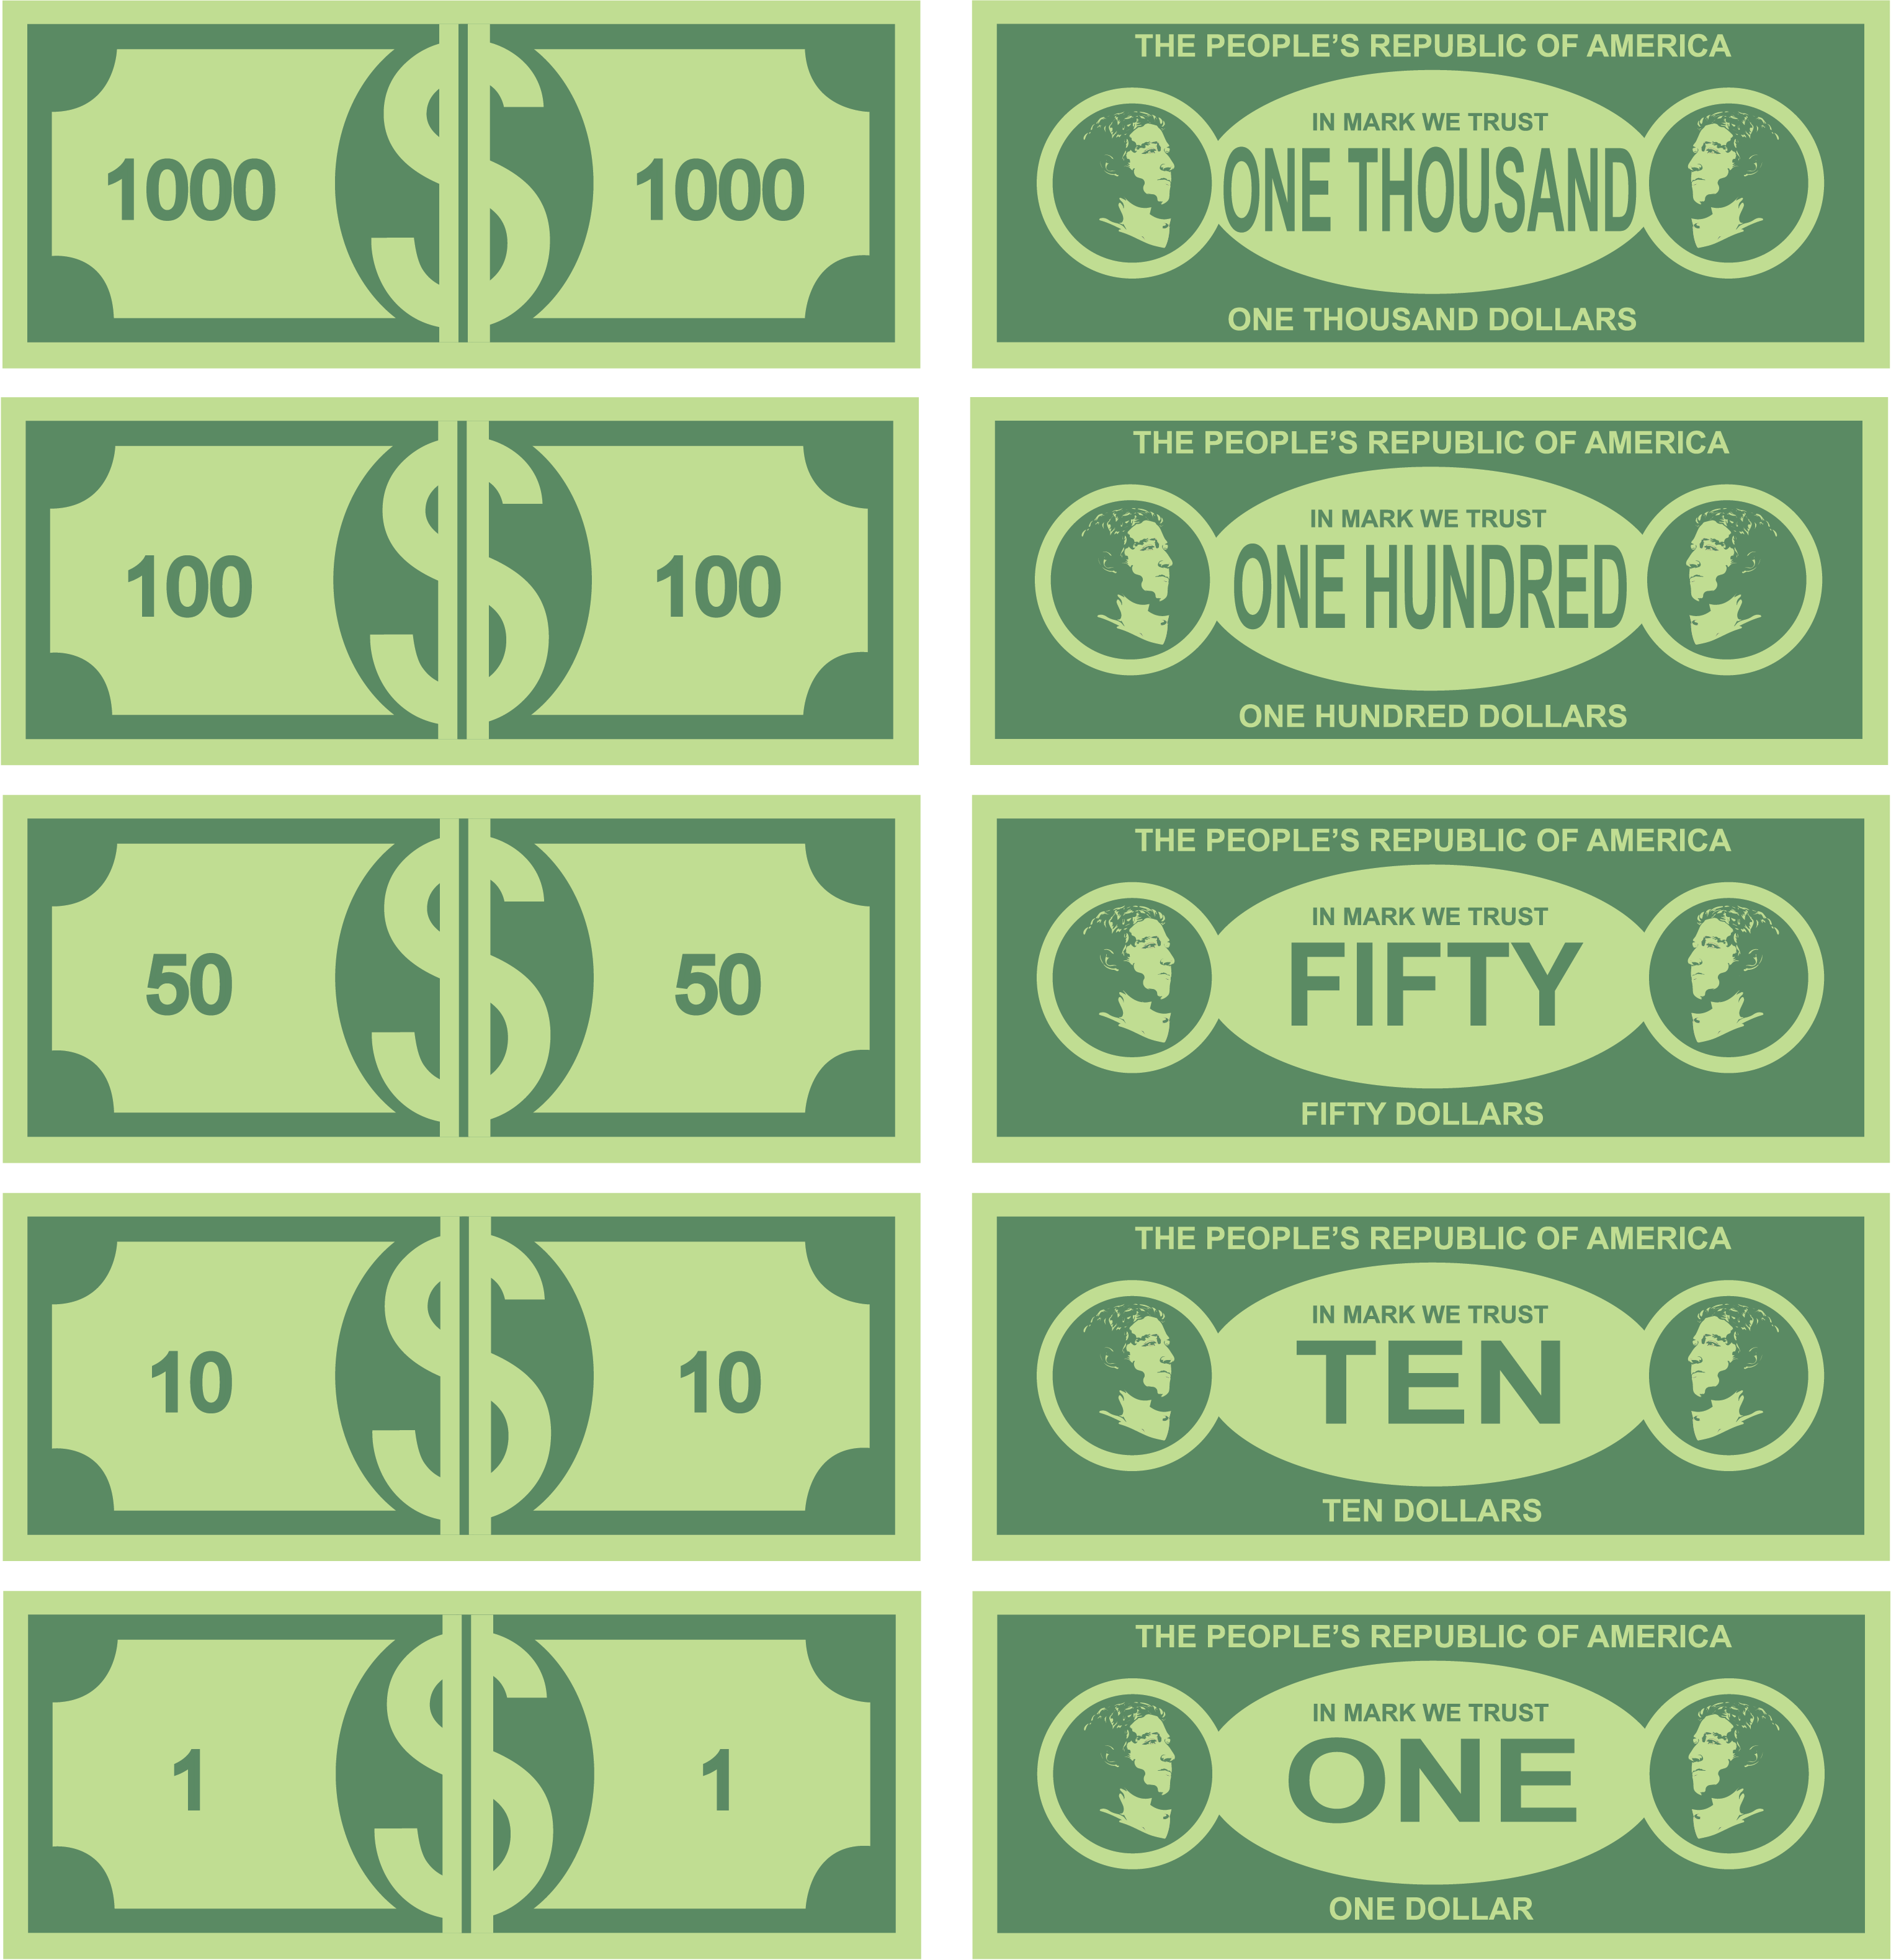 1000 $ 1000
THE PEOPLE'S REPUBLIC OF AMERICA
IN MARK WE TRUST
ONE THOUSAND
ONE THOUSAND DOLLARS
100 $ 100
THE PEOPLE'S REPUBLIC OF AMERICA
IN MARK WE TRUST
ONE HUNDRED
ONE HUNDRED DOLLARS
50 $ 50
THE PEOPLE'S REPUBLIC OF AMERICA
IN MARK WE TRUST
FIFTY
FIFTY DOLLARS
10 $ 10
THE PEOPLE'S REPUBLIC OF AMERICA
IN MARK WE TRUST
TEN
TEN DOLLARS
1 $ 1
THE PEOPLE'S REPUBLIC OF AMERICA
IN MARK WE TRUST
ONE
ONE DOLLAR